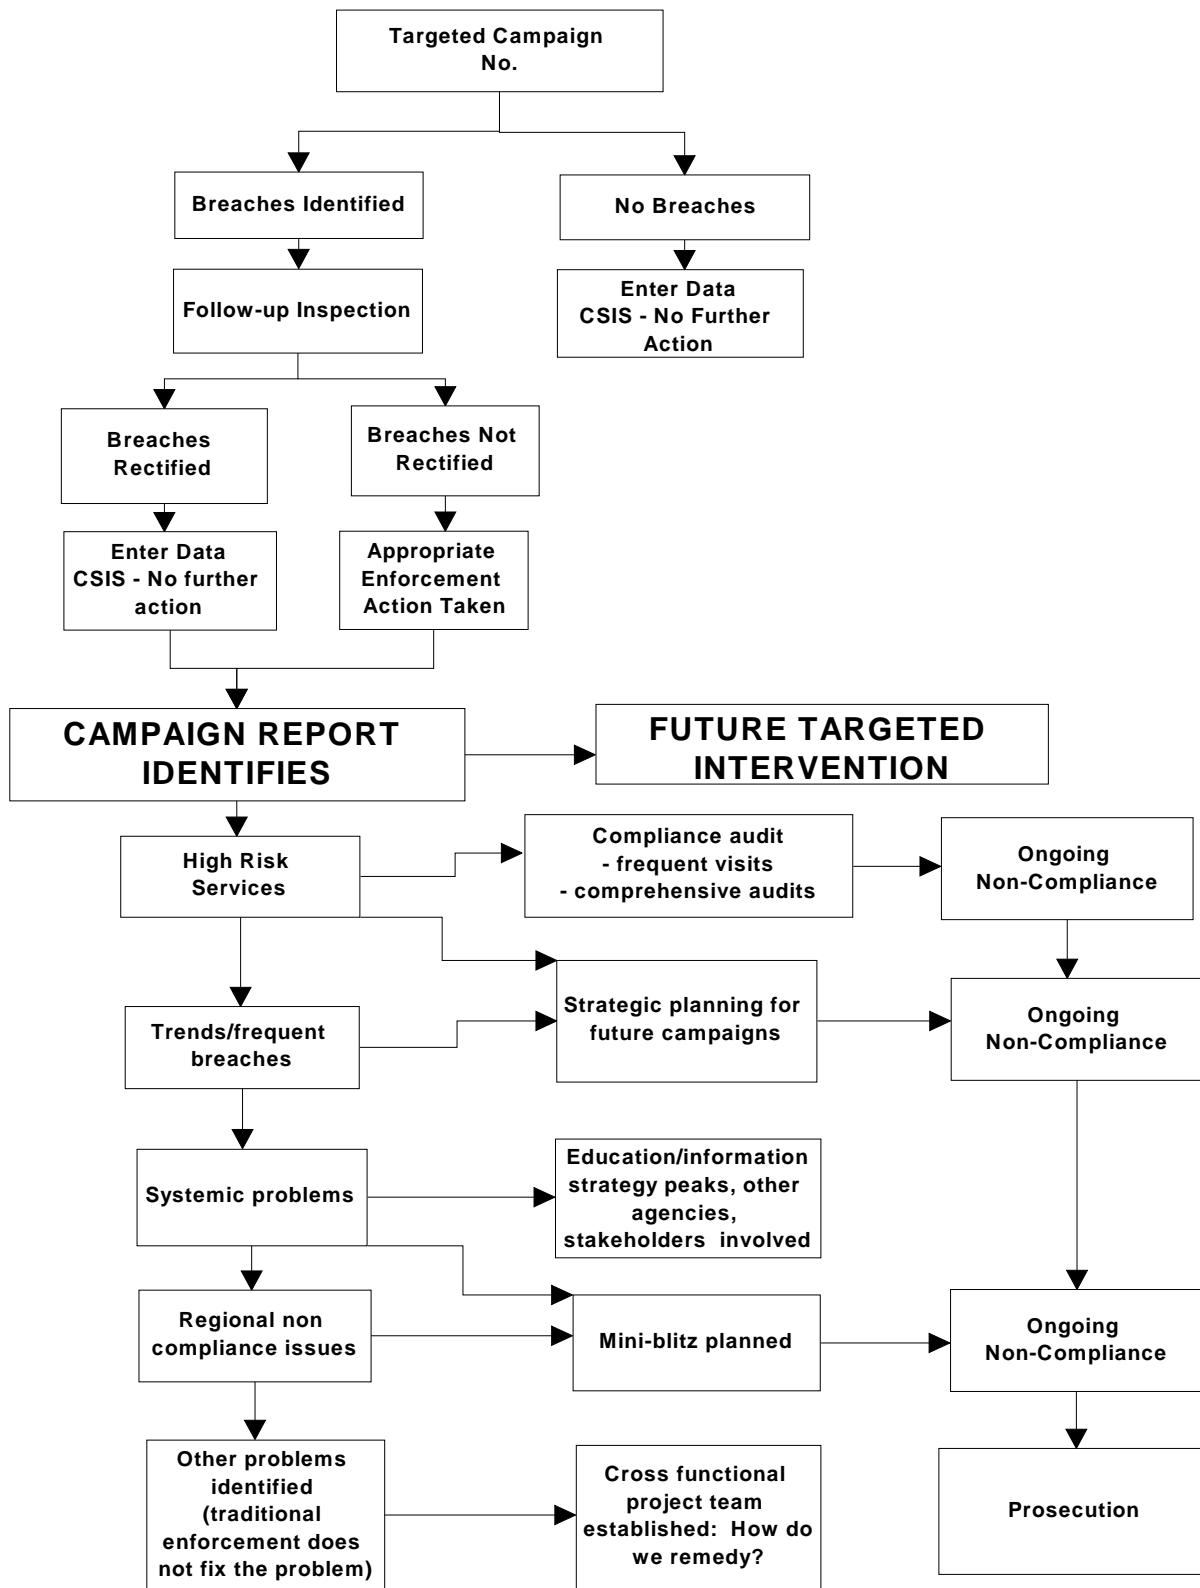 Targeted Campaign
No.
Breaches Identified
No Breaches
Follow-up Inspection
Enter Data
CSIS - No Further
Action
Breaches
Rectified
Breaches Not
Rectified
Enter Data
CSIS - No further
action
Appropriate
Enforcement
Action Taken
CAMPAIGN REPORT
IDENTIFIES
FUTURE TARGETED
INTERVENTION
High Risk
Services
Compliance audit
- frequent visits
- comprehensive audits
Ongoing
Non-Compliance
Trends/frequent
breaches
Strategic planning for
future campaigns
Ongoing
Non-Compliance
Systemic problems
Education/information
strategy peaks, other
agencies,
stakeholders involved
Regional non
compliance issues
Mini-blitz planned
Ongoing
Non-Compliance
Other problems
identified
(traditional
enforcement does
not fix the problem)
Cross functional
project team
established: How do
we remedy?
Prosecution